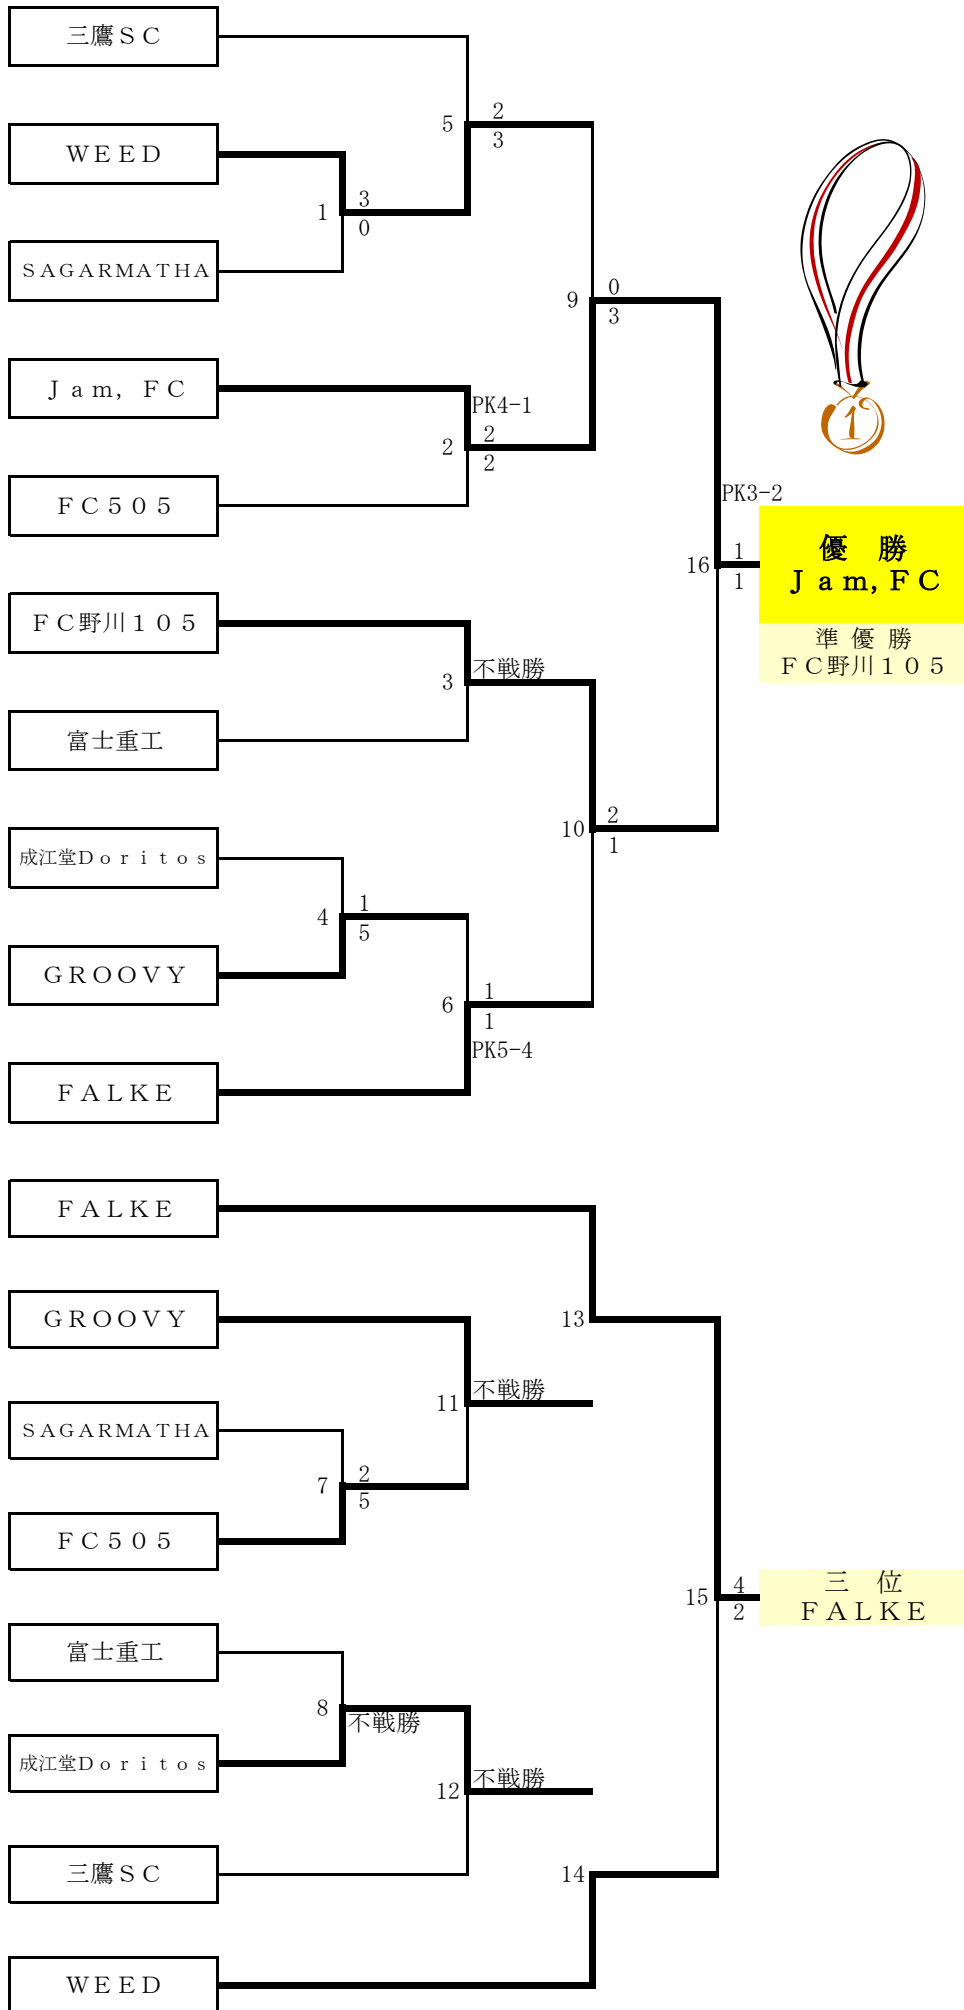 三鷹ＳＣ
2
5
3
ＷＥＥＤ
3
1
0
ＳＡＧＡＲＭＡＴＨＡ
0
9
3
Ｊａｍ，ＦＣ
PK4-1
2
2
2
1
PK3-2
ＦＣ５０５
優　勝
1
16
1
Ｊａｍ,ＦＣ
ＦＣ野川１０５
準 優 勝
ＦＣ野川１０５
不戦勝
3
富士重工
2
10
1
成江堂Ｄｏｒｉｔｏｓ
1
4
5
ＧＲＯＯＶＹ
1
6
1
PK5-4
ＦＡＬＫＥ
ＦＡＬＫＥ
ＧＲＯＯＶＹ
13
不戦勝
11
ＳＡＧＡＲＭＡＴＨＡ
2
7
5
ＦＣ５０５
三　位
4
15
2
ＦＡＬＫＥ
富士重工
8
不戦勝
成江堂Ｄｏｒｉｔｏｓ
不戦勝
12
三鷹ＳＣ
14
ＷＥＥＤ